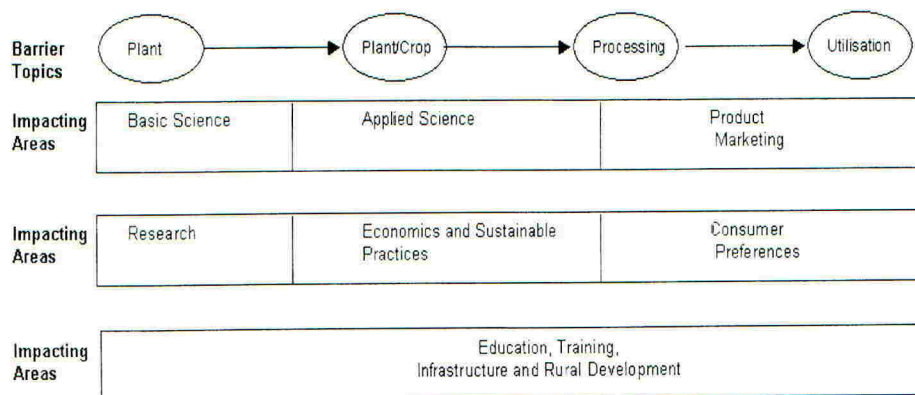 Barrier
Topics
Plant
Plant/Crop
Processing
Utilisation
Impacting
Areas
Basic Science
Applied Science
Product
Marketing
Impacting
Areas
Research
Economics and Sustainable
Practices
Consumer
Preferences
Impacting
Areas
Education, Training,
Infrastructure and Rural Development